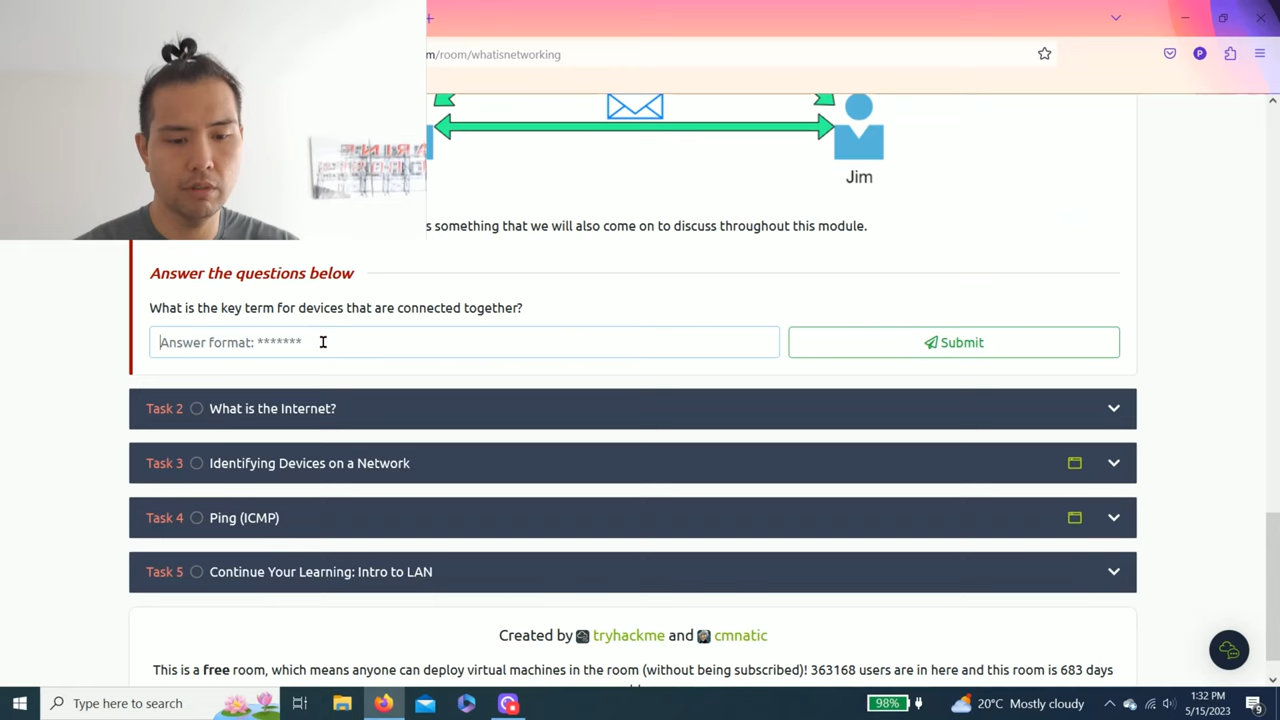 m/room/whatisnetworking
Jim
s something that we will also come on to discuss throughout this module.
Answer the questions below
What is the key term for devices that are connected together?
Answer format: *******
Submit
Task 2 What is the Internet?
Task 3 Identifying Devices on a Network
Task 4 Ping (ICMP)
Task 5 Continue Your Learning: Intro to LAN
Created by tryhackme and cmnatic
This is a free room, which means anyone can deploy virtual machines in the room (without being subscribed)! 363168 users are in here and this room is 683 days
Type here to search
98%
20°C Mostly cloudy
1:32 PM
5/15/2023
9